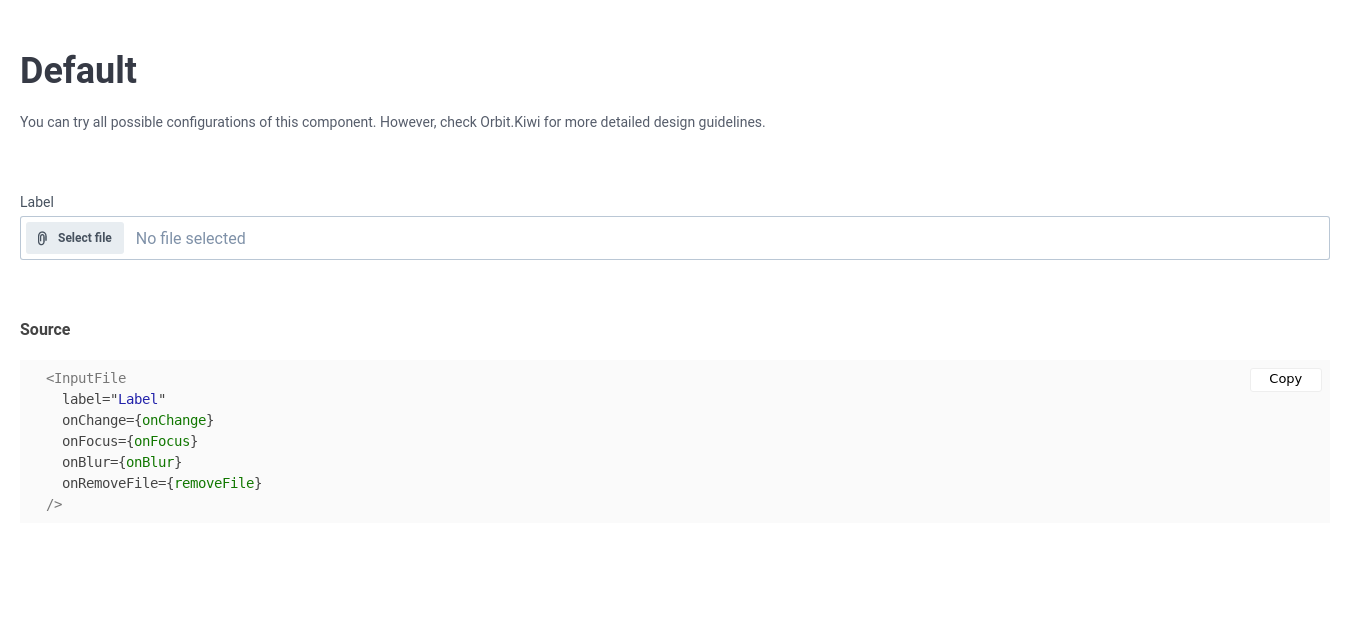 Default
You can try all possible configurations of this component. However, check Orbit.Kiwi for more detailed design guidelines.
Label
Select file No file selected
Source
Copy
<InputFile
  label="Label"
  onChange={onChange}
  onFocus={onFocus}
  onBlur={onBlur}
  onRemoveFile={removeFile}
/>